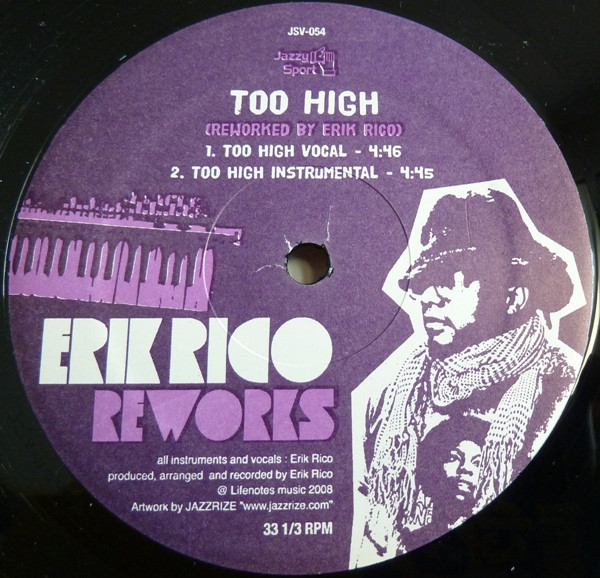 JSV-054
Jazzy
Sport
TOO HIGH
(REWORKED BY ERIK RICO)
1. TOO HIGH VOCAL - 4:46
2. TOO HIGH INSTRUMENTAL - 4:45
ERIK RICO
REWORKS
all instruments and vocals : Erik Rico
produced, arranged and recorded by Erik Rico
@ Lifenotes music 2008
Artwork by JAZZRIZE "www.jazzrize.com"
33 1/3 RPM